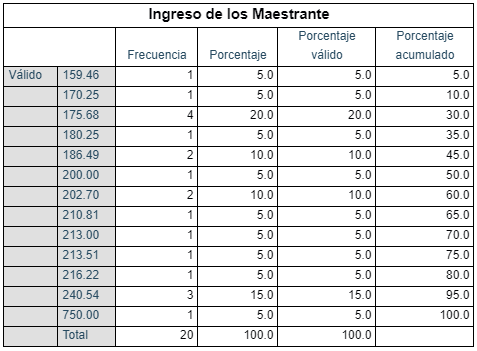 Ingreso de los Maestrante
Frecuencia Porcentaje Porcentaje válido Porcentaje acumulado
Válido 159.46 1 5.0 5.0 5.0
170.25 1 5.0 5.0 10.0
175.68 4 20.0 20.0 30.0
180.25 1 5.0 5.0 35.0
186.49 2 10.0 10.0 45.0
200.00 1 5.0 5.0 50.0
202.70 2 10.0 10.0 60.0
210.81 1 5.0 5.0 65.0
213.00 1 5.0 5.0 70.0
213.51 1 5.0 5.0 75.0
216.22 1 5.0 5.0 80.0
240.54 3 15.0 15.0 95.0
750.00 1 5.0 5.0 100.0
Total 20 100.0 100.0